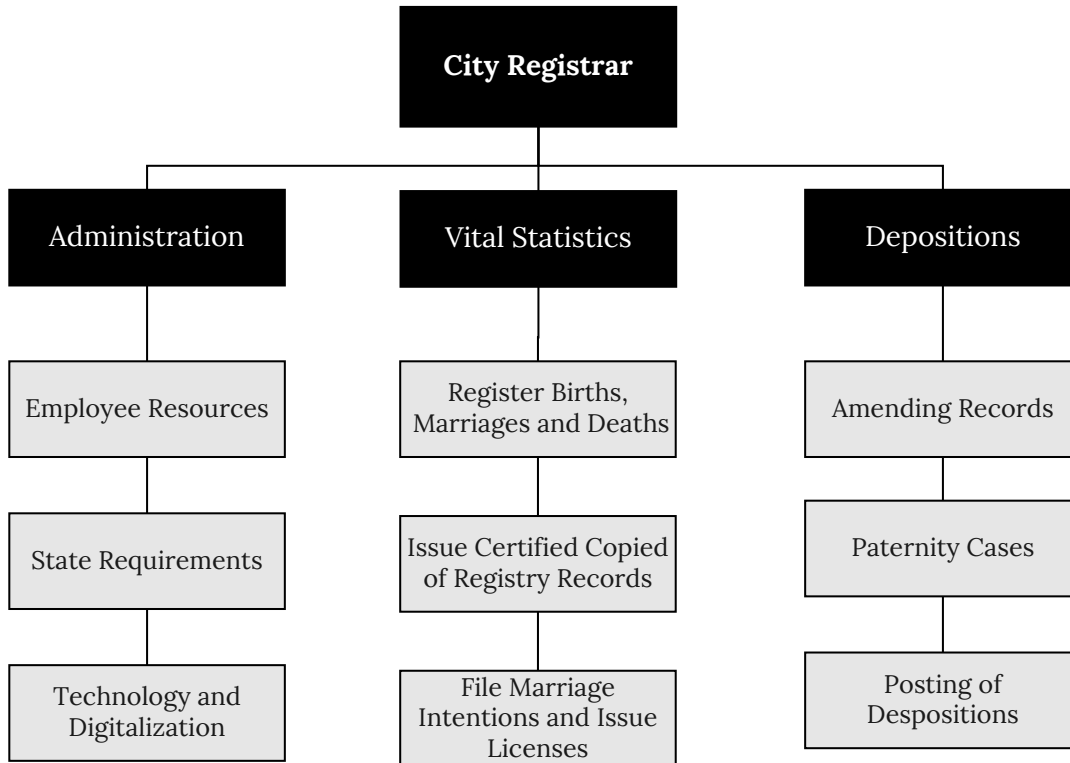 City Registrar
Administration
Vital Statistics
Depositions
Employee Resources
Register Births,
Marriages and Deaths
Amending Records
State Requirements
Issue Certified Copied
of Registry Records
Paternity Cases
Technology and
Digitalization
File Marriage
Intentions and Issue
Licenses
Posting of
Despositions